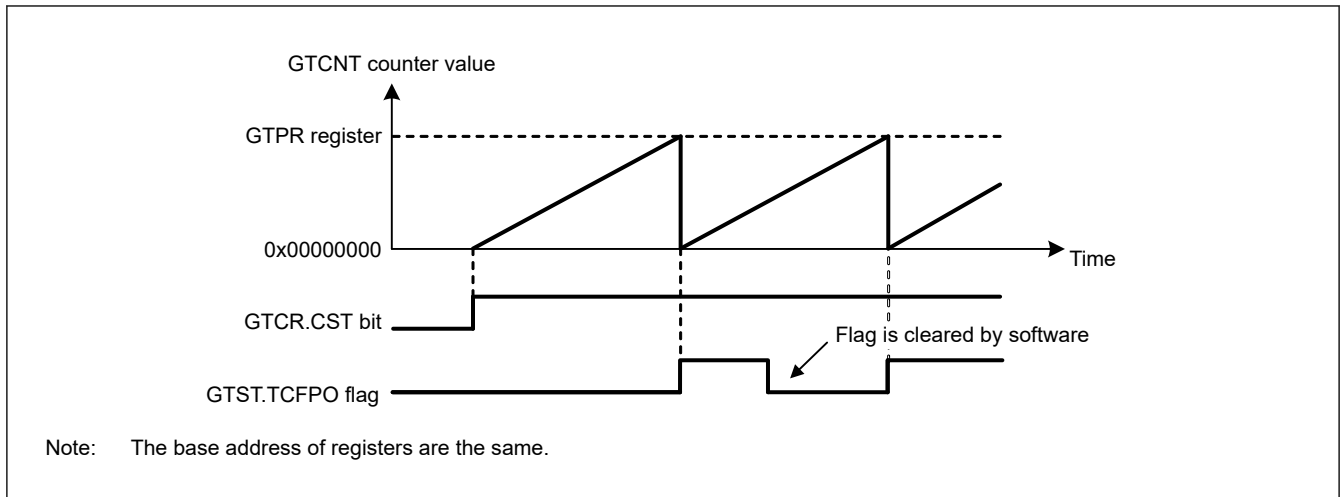 GTCNT counter value
GTPR register
0x00000000
Time
GTCR.CST bit
Flag is cleared by software
GTST.TCFPO flag
Note: The base address of registers are the same.